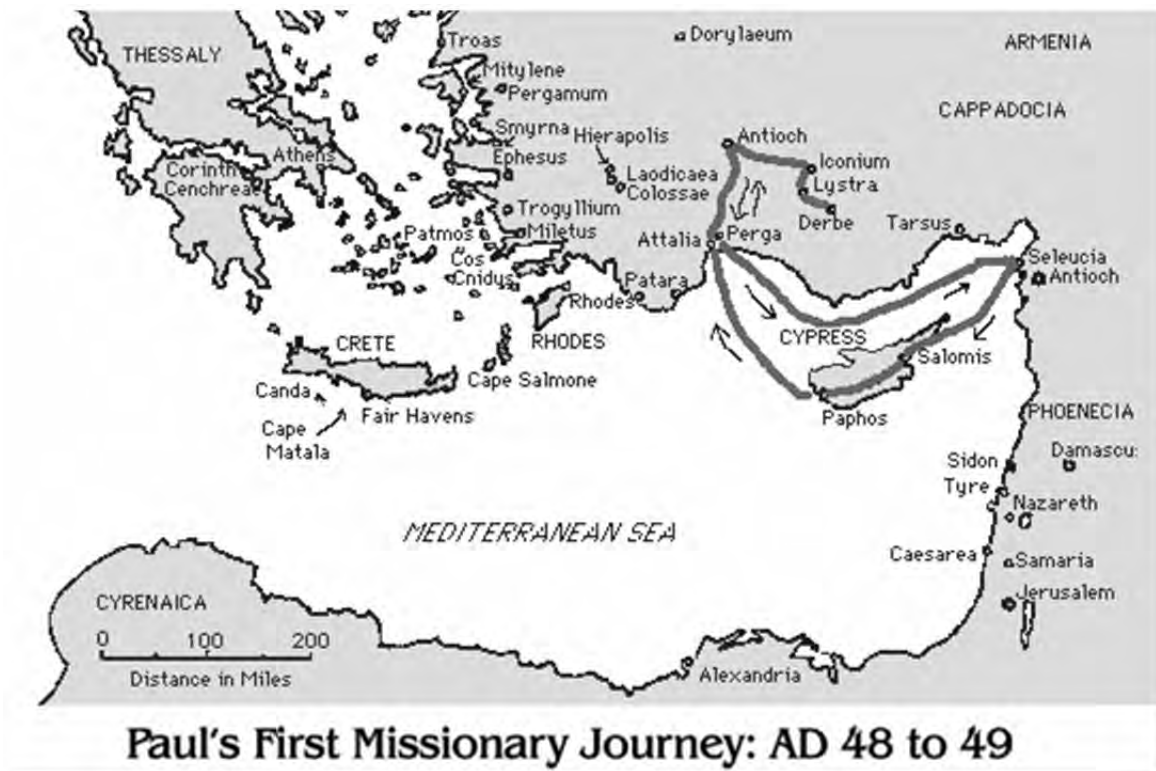 Troas
Dorylaeum
ARMENIA
THESSALY
Mitylene
Pergamum
CAPPADOCIA
Smyrna
Hierapolis
Antioch
Athens
Ephesus
Iconium
Corinth
Laodicaea
Cenchreae
Colossae
Lystra
Trogyllium
Derbe
Tarsus
Patmos
Miletus
Attalia
Perga
Cos
Seleucia
Cnidus
Patara
Antioch
Rhodes
CRETE
RHODES
CYPRESS
Salomis
Cape Salmone
Canda
Fair Havens
Paphos
PHOENECIA
Cape
Matala
Sidon
Damascu:
Tyre
Nazareth
MEDITERRANEAN SEA
Caesarea
Samaria
CYRENAICA
Jerusalem
0 100 200
Distance in Miles
Alexandria
Paul's First Missionary Journey: AD 48 to 49